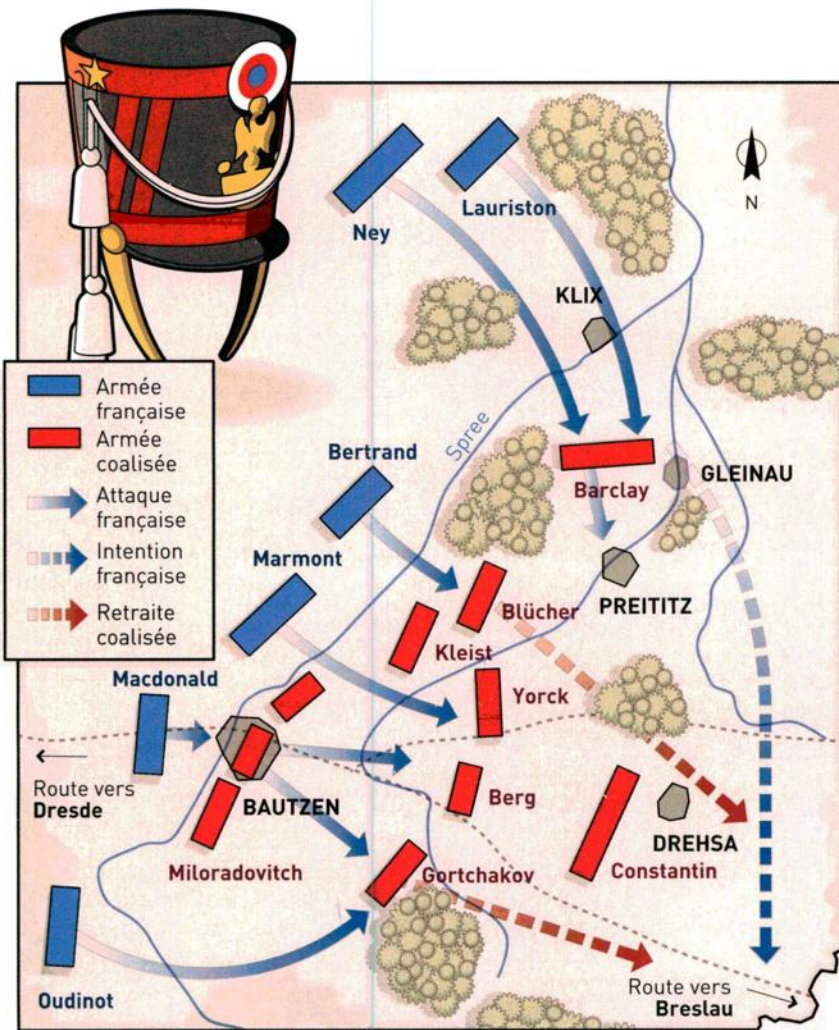 Ney
Lauriston
N
KLIX
Armée
française
Armée
coalisée
Attaque
française
Intention
française
Retraite
coalisée
Spree
Bertrand
Barclay
GLEINAU
Marmont
Blücher
PREITITZ
Kleist
Macdonald
Yorck
Route vers
Dresde
BAUTZEN
Berg
DREHSA
Miloradovitch
Gortchakov
Constantin
Oudinot
Route vers
Breslau